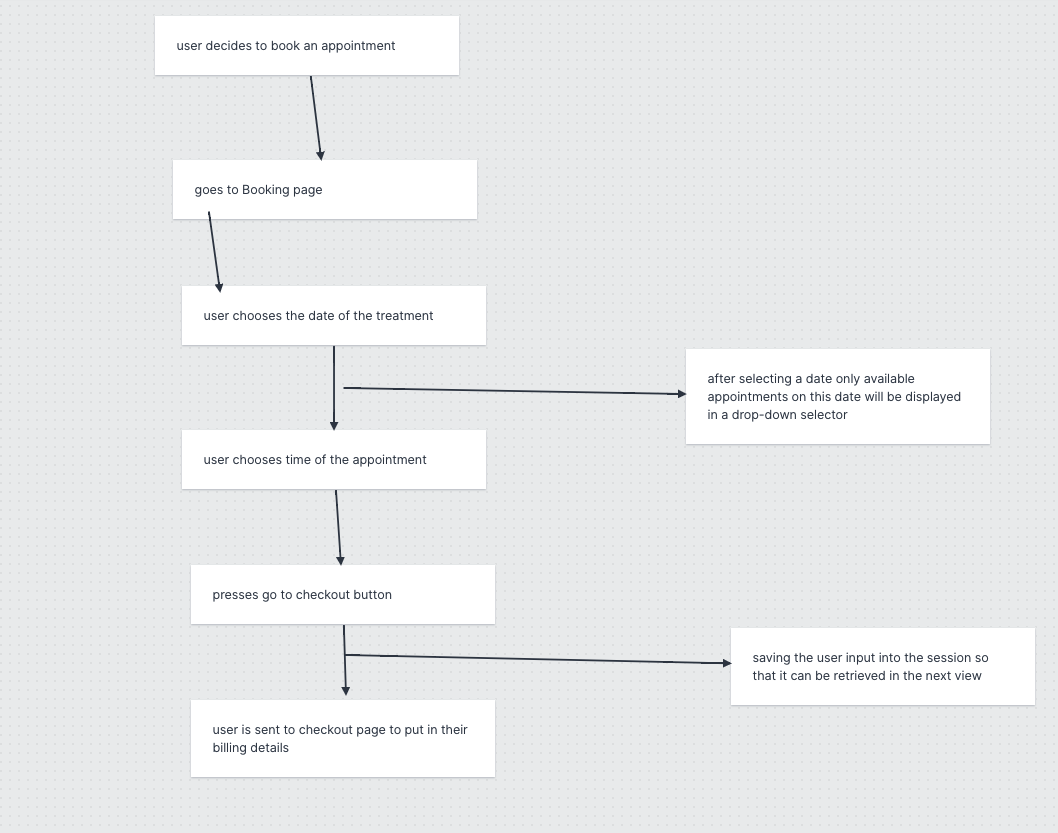 user decides to book an appointment
goes to Booking page
user chooses the date of the treatment
after selecting a date only available
appointments on this date will be displayed
in a drop-down selector
user chooses time of the appointment
presses go to checkout button
saving the user input into the session so
that it can be retrieved in the next view
user is sent to checkout page to put in their
billing details